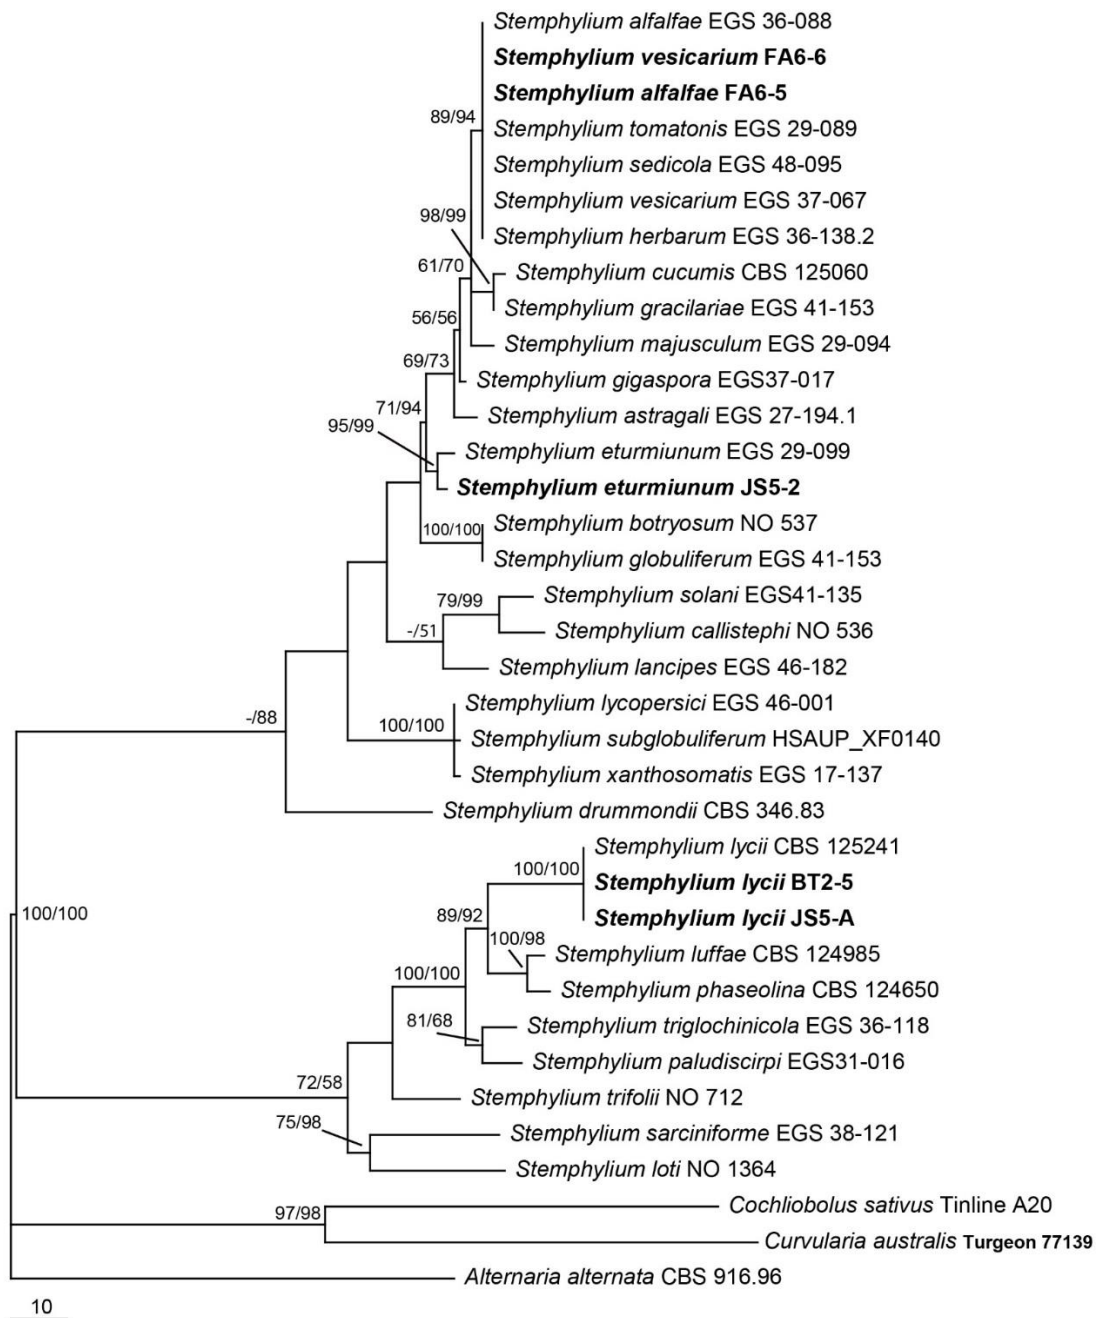 Stemphylium alfalfae EGS 36-088
Stemphylium vesicarium FA6-6
Stemphylium alfalfae FA6-5
89/94
Stemphylium tomatonis EGS 29-089
Stemphylium sedicola EGS 48-095
Stemphylium vesicarium EGS 37-067
98/99
Stemphylium herbarum EGS 36-138.2
61/70
Stemphylium cucumis CBS 125060
Stemphylium gracilariae EGS 41-153
56/56
Stemphylium majusculum EGS 29-094
69/73
Stemphylium gigaspora EGS37-017
71/94
Stemphylium astragali EGS 27-194.1
95/99
Stemphylium eturmiunum EGS 29-099
Stemphylium eturmiunum JS5-2
Stemphylium botryosum NO 537
100/100
Stemphylium globuliferum EGS 41-153
79/99
Stemphylium solani EGS41-135
-/51
Stemphylium callistephi NO 536
Stemphylium lancipes EGS 46-182
Stemphylium lycopersici EGS 46-001
-/88
100/100
Stemphylium subglobuliferum HSAUP_XF0140
Stemphylium xanthosomatis EGS 17-137
Stemphylium drummondii CBS 346.83
Stemphylium lycii CBS 125241
100/100
Stemphylium lycii BT2-5
100/100
89/92
Stemphylium lycii JS5-A
100/98
Stemphylium luffae CBS 124985
100/100
Stemphylium phaseolina CBS 124650
81/68
Stemphylium triglochinicola EGS 36-118
Stemphylium paludiscirpi EGS31-016
72/58
Stemphylium trifolii NO 712
75/98
Stemphylium sarciniforme EGS 38-121
Stemphylium loti NO 1364
Cochliobolus sativus Tinline A20
97/98
Curvularia australis Turgeon 77139
Alternaria alternata CBS 916.96
10